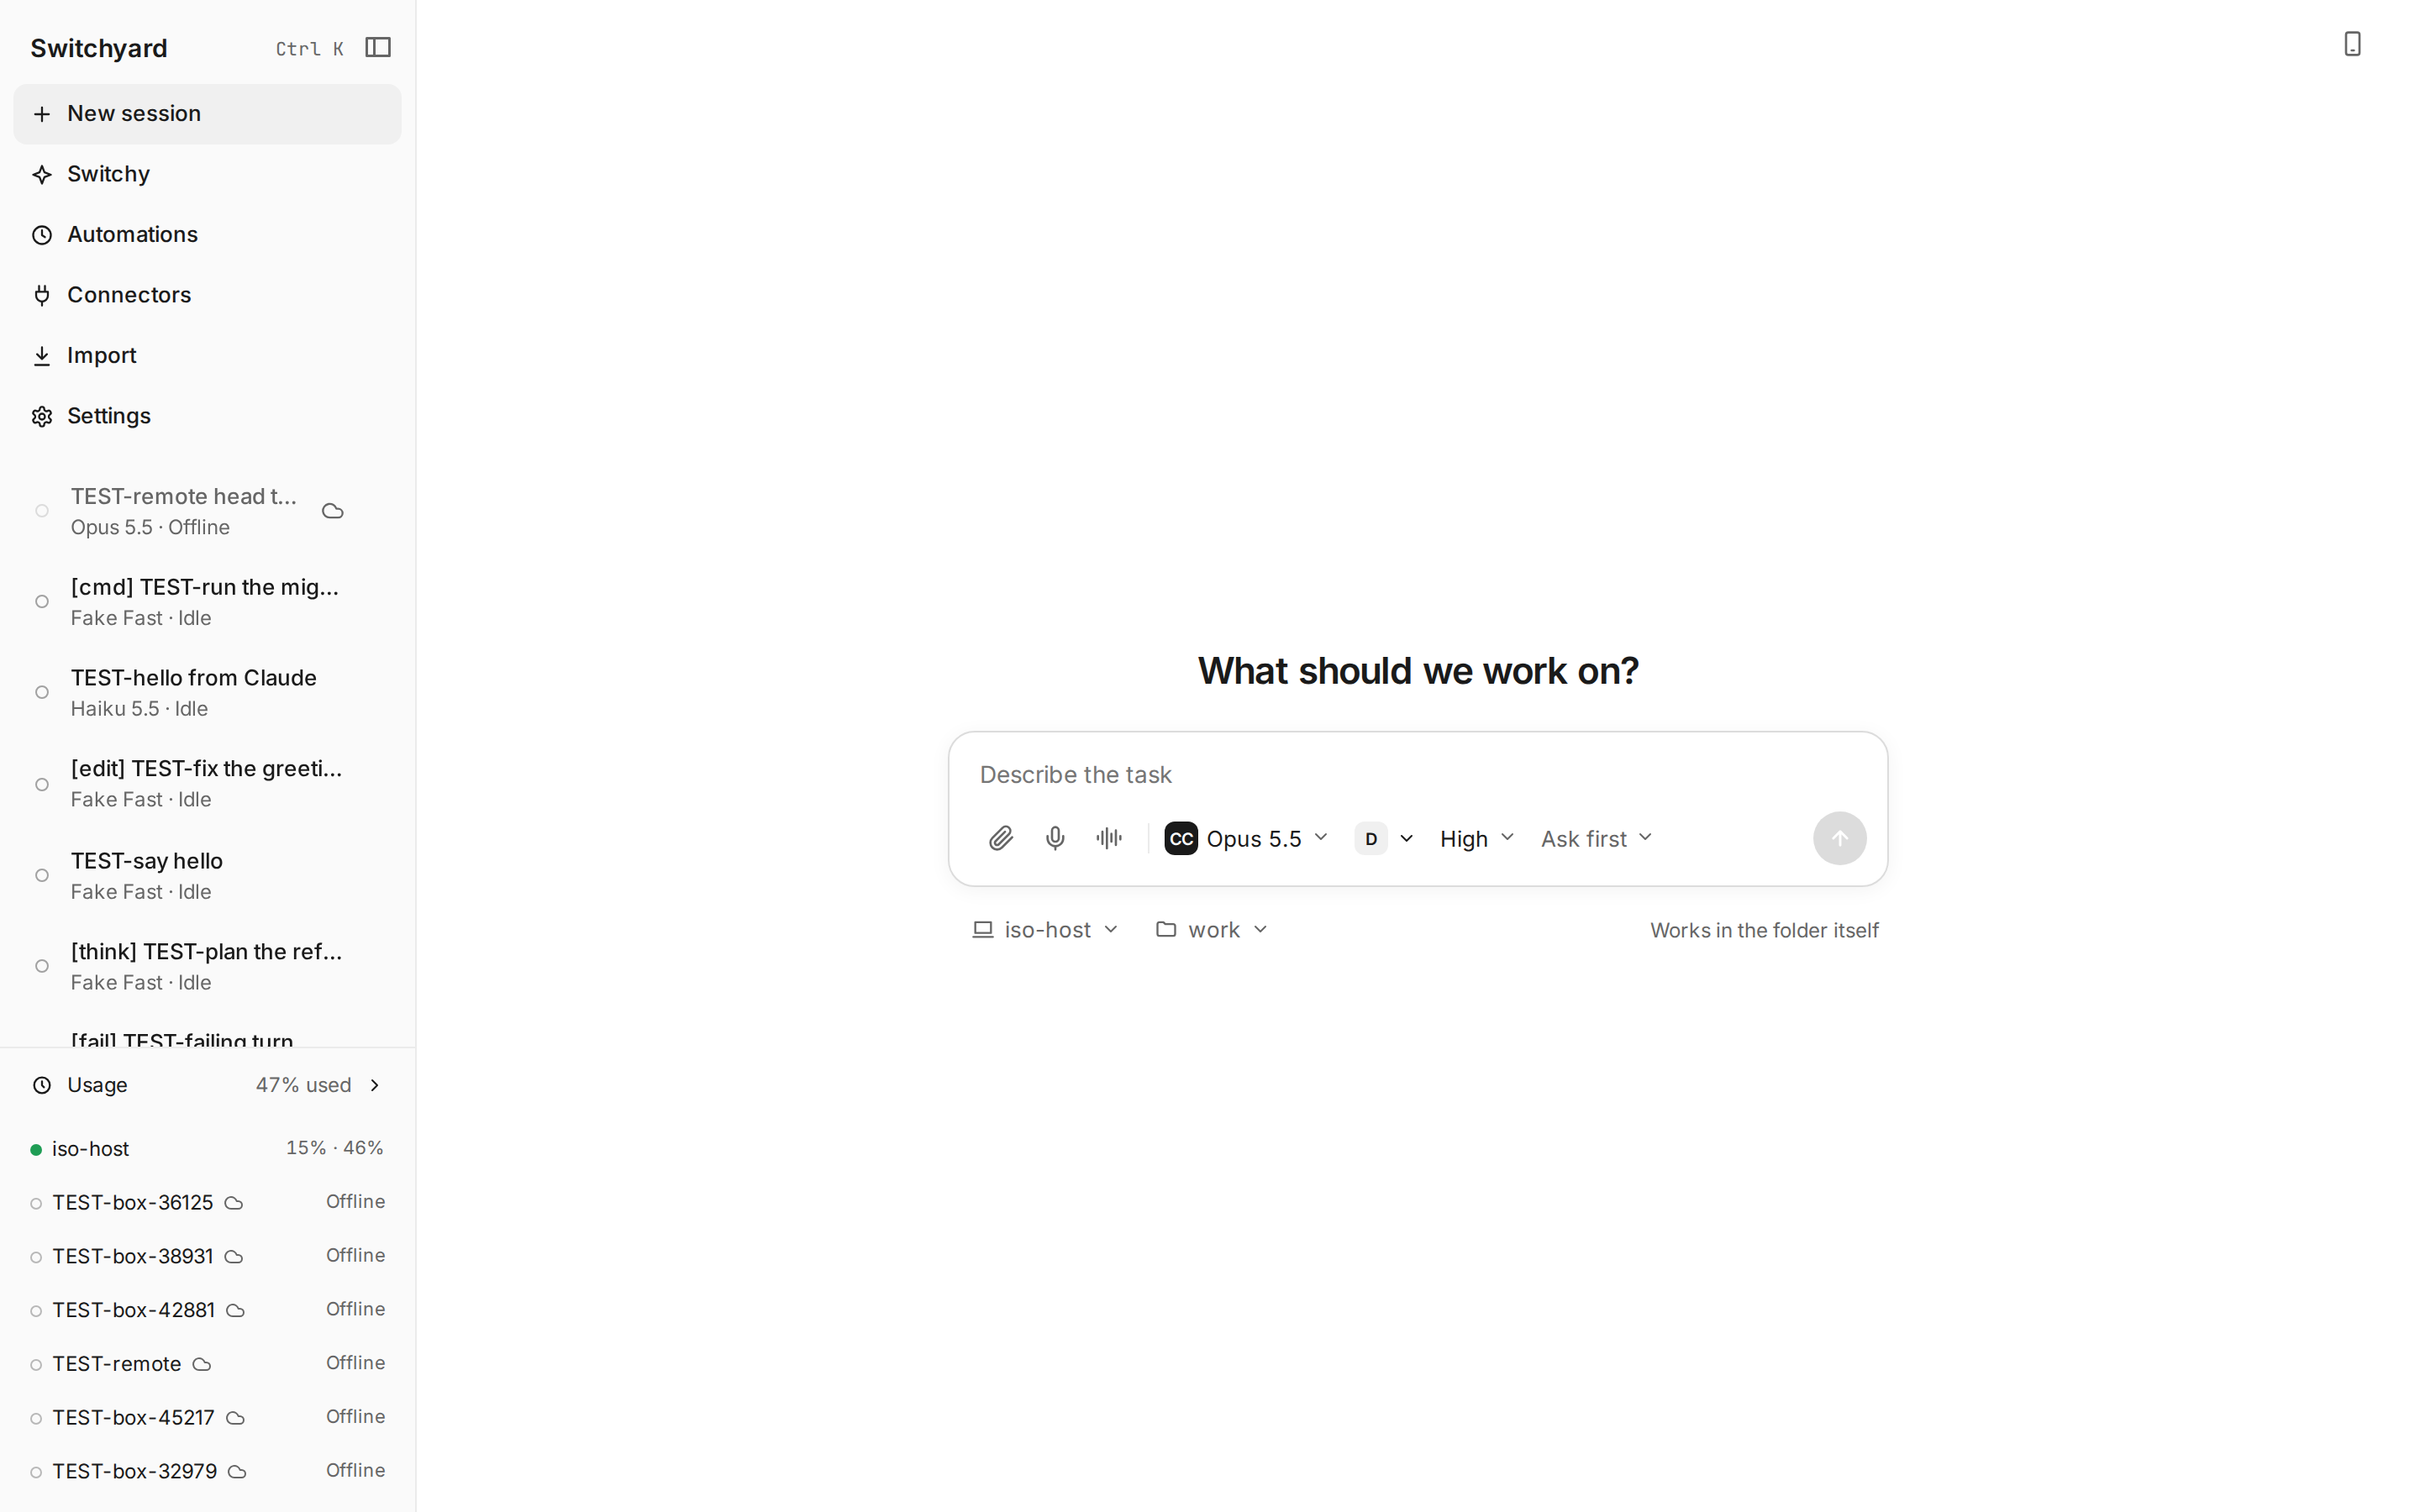 Switchyard Ctrl K
New session
Switchy
Automations
Connectors
Import
Settings
TEST-remote head t...
Opus 5.5 · Offline
[cmd] TEST-run the mig...
Fake Fast · Idle
TEST-hello from Claude
Haiku 5.5 · Idle
[edit] TEST-fix the greeti...
Fake Fast · Idle
TEST-say hello
Fake Fast · Idle
[think] TEST-plan the ref...
Fake Fast · Idle
[fail] TEST-failing turn
Usage 47% used
iso-host 15% · 46%
TEST-box-36125 Offline
TEST-box-38931 Offline
TEST-box-42881 Offline
TEST-remote Offline
TEST-box-45217 Offline
TEST-box-32979 Offline
What should we work on?
Describe the task
CC Opus 5.5 D High Ask first
iso-host work Works in the folder itself